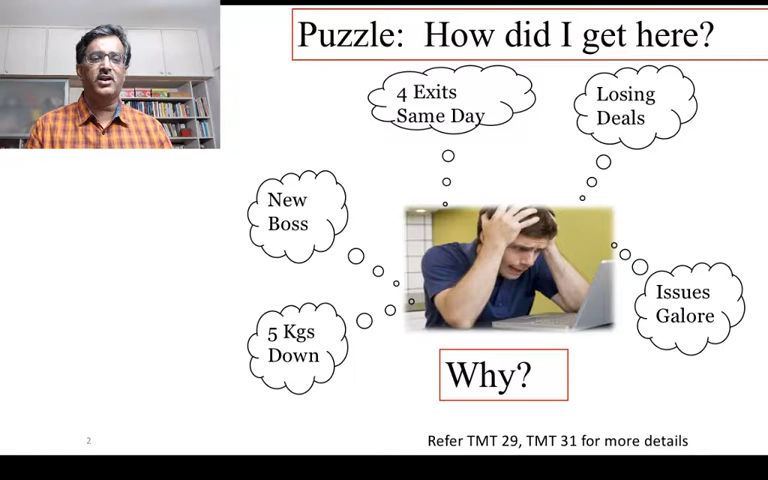 Puzzle:  How did I get here?
4 Exits
Same Day
Losing
Deals
New
Boss
Issues
Galore
5 Kgs
Down
Why?
Refer TMT 29, TMT 31 for more details
2